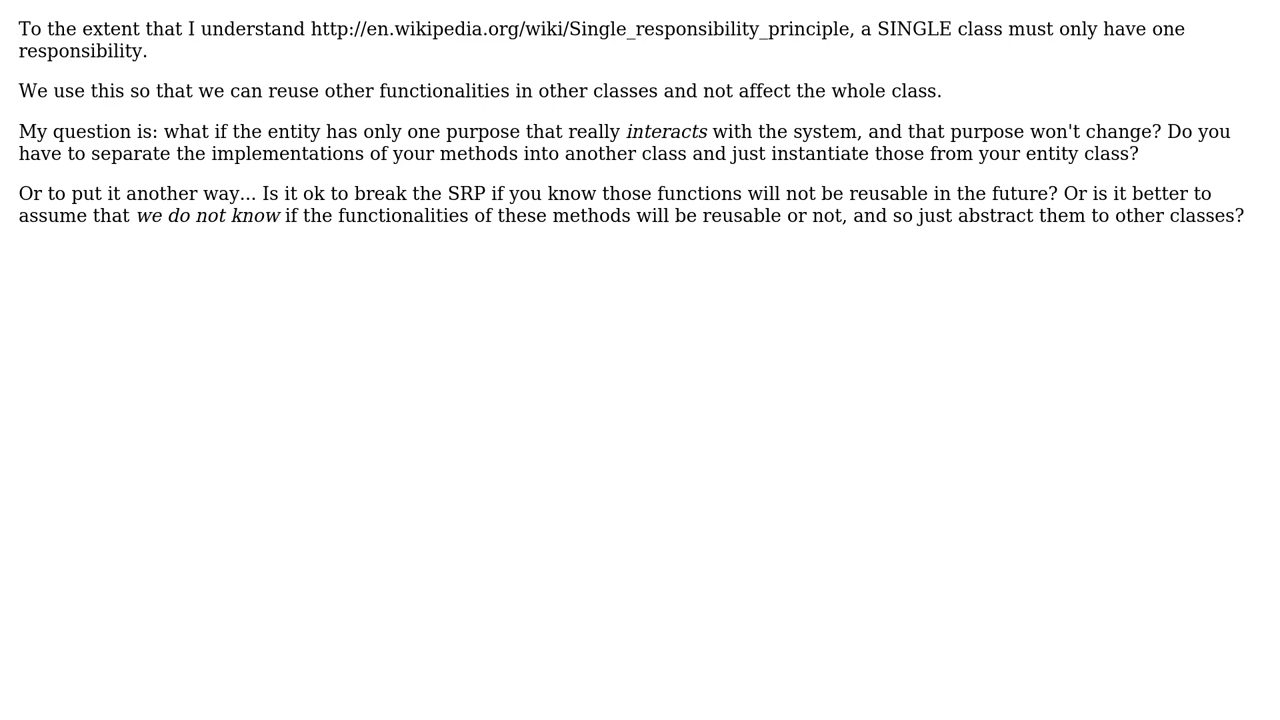 To the extent that I understand http://en.wikipedia.org/wiki/Single_responsibility_principle, a SINGLE class must only have one
responsibility.
We use this so that we can reuse other functionalities in other classes and not affect the whole class.
My question is: what if the entity has only one purpose that really interacts with the system, and that purpose won't change? Do you
have to separate the implementations of your methods into another class and just instantiate those from your entity class?
Or to put it another way... Is it ok to break the SRP if you know those functions will not be reusable in the future? Or is it better to
assume that we do not know if the functionalities of these methods will be reusable or not, and so just abstract them to other classes?